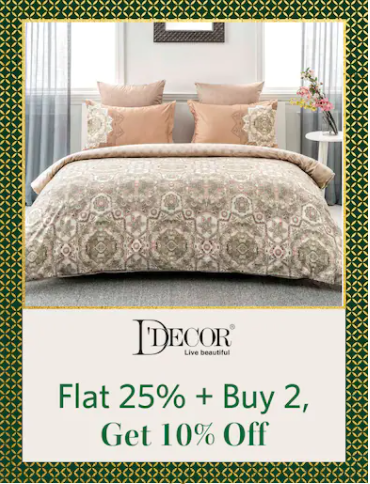 D'DECOR®
Live beautiful
Flat 25% + Buy 2,
Get 10% Off